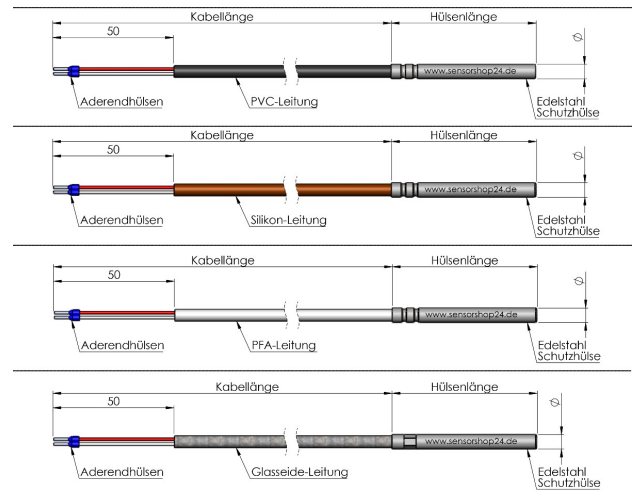 Kabellänge
Hülsenlänge
50
Ø
www.sensorshop24.de
Aderendhülsen
PVC-Leitung
Edelstahl
Schutzhülse
Kabellänge
Hülsenlänge
50
Ø
www.sensorshop24.de
Aderendhülsen
Silikon-Leitung
Edelstahl
Schutzhülse
Kabellänge
Hülsenlänge
50
Ø
www.sensorshop24.de
Aderendhülsen
PFA-Leitung
Edelstahl
Schutzhülse
Kabellänge
Hülsenlänge
50
Ø
www.sensorshop24.de
Aderendhülsen
Glasseide-Leitung
Edelstahl
Schutzhülse